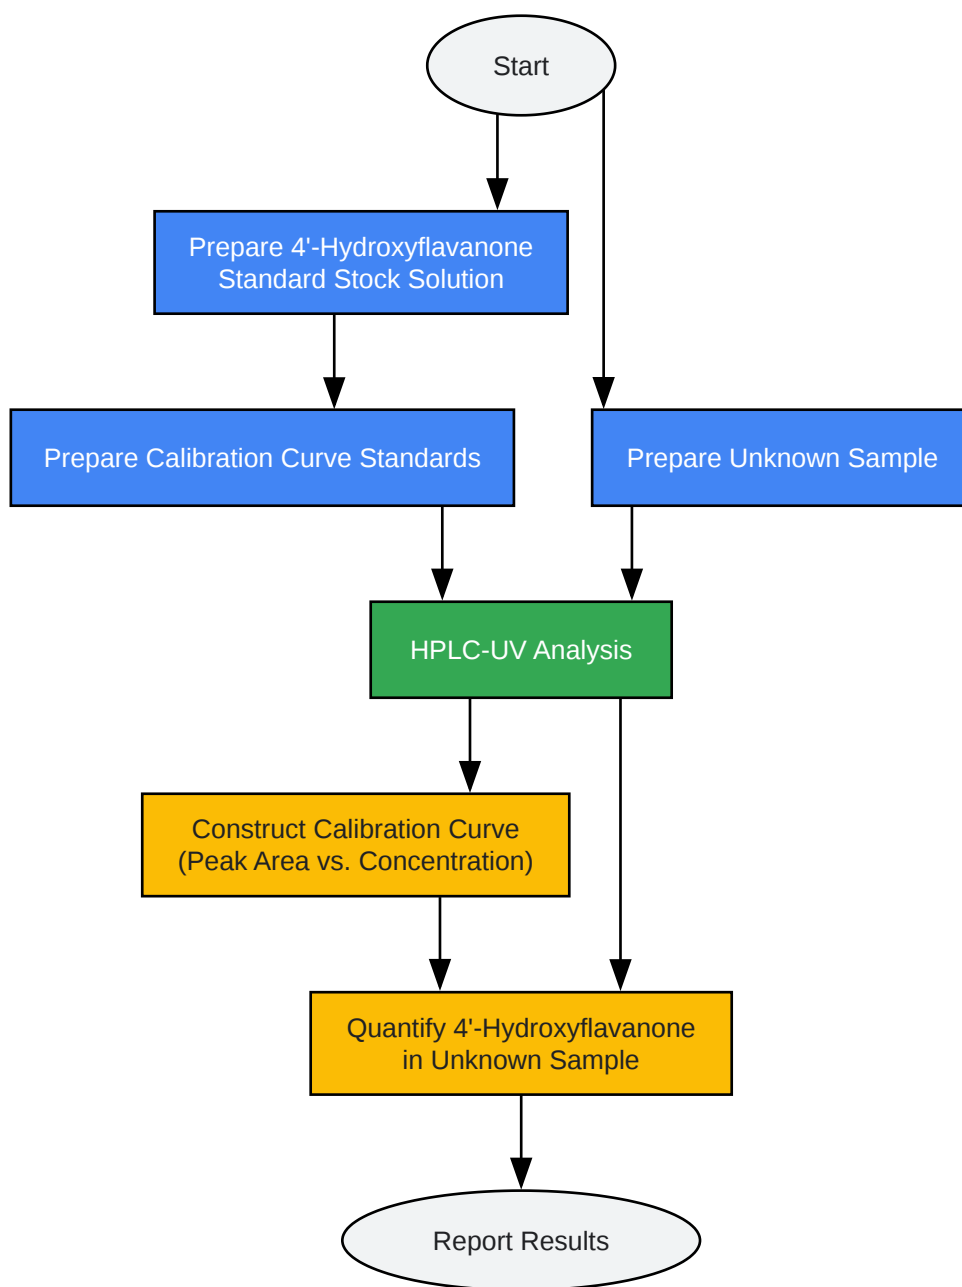 Start
Prepare 4'-Hydroxyflavanone
Standard Stock Solution
Prepare Calibration Curve Standards
Prepare Unknown Sample
HPLC-UV Analysis
Construct Calibration Curve
(Peak Area vs. Concentration)
Quantify 4'-Hydroxyflavanone
in Unknown Sample
Report Results